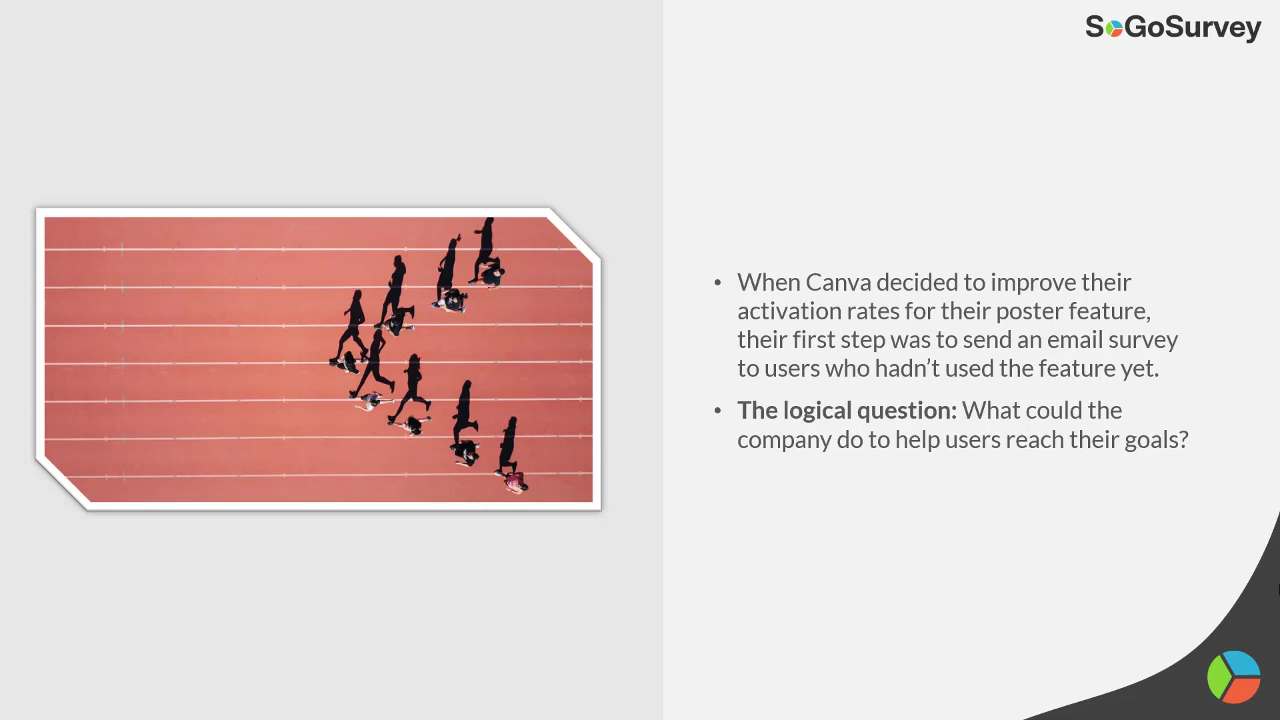 SoGoSurvey
• When Canva decided to improve their
activation rates for their poster feature,
their first step was to send an email survey
to users who hadn’t used the feature yet.
• The logical question: What could the
company do to help users reach their goals?